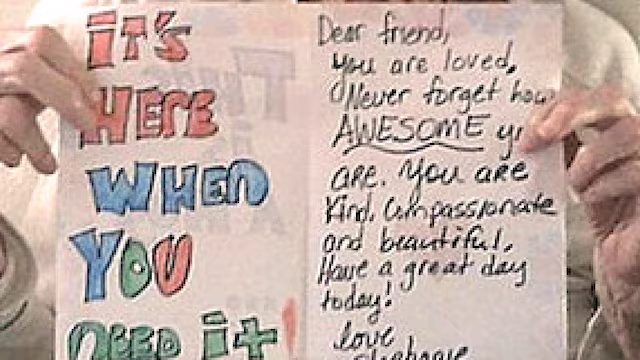 iT'S
HERE
WHEN
YOU
NEED iT!
Dear friend,
You are loved.
Never forget how
AWESOME
are. You are
Kind, Compassionate
and beautiful.
Have a great day
today!
love